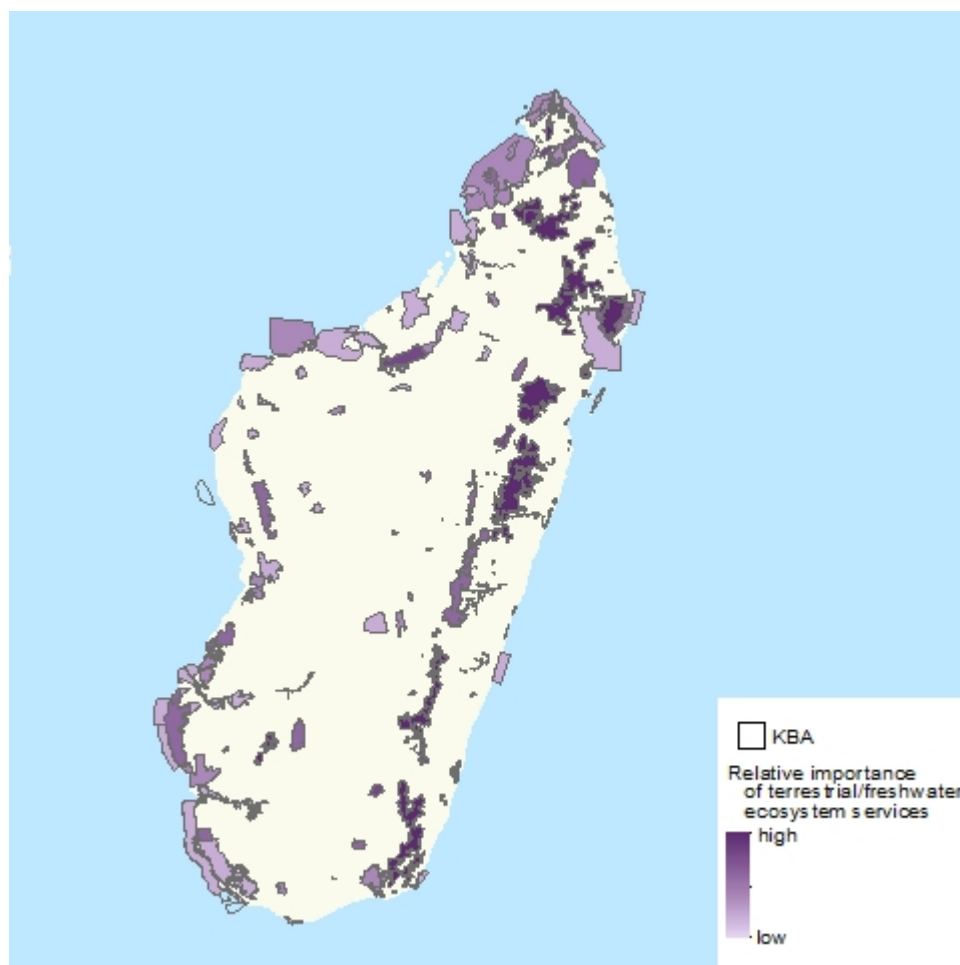 KBA
Relative importance
of terrestrial/freshwater
ecosystem services
high
low